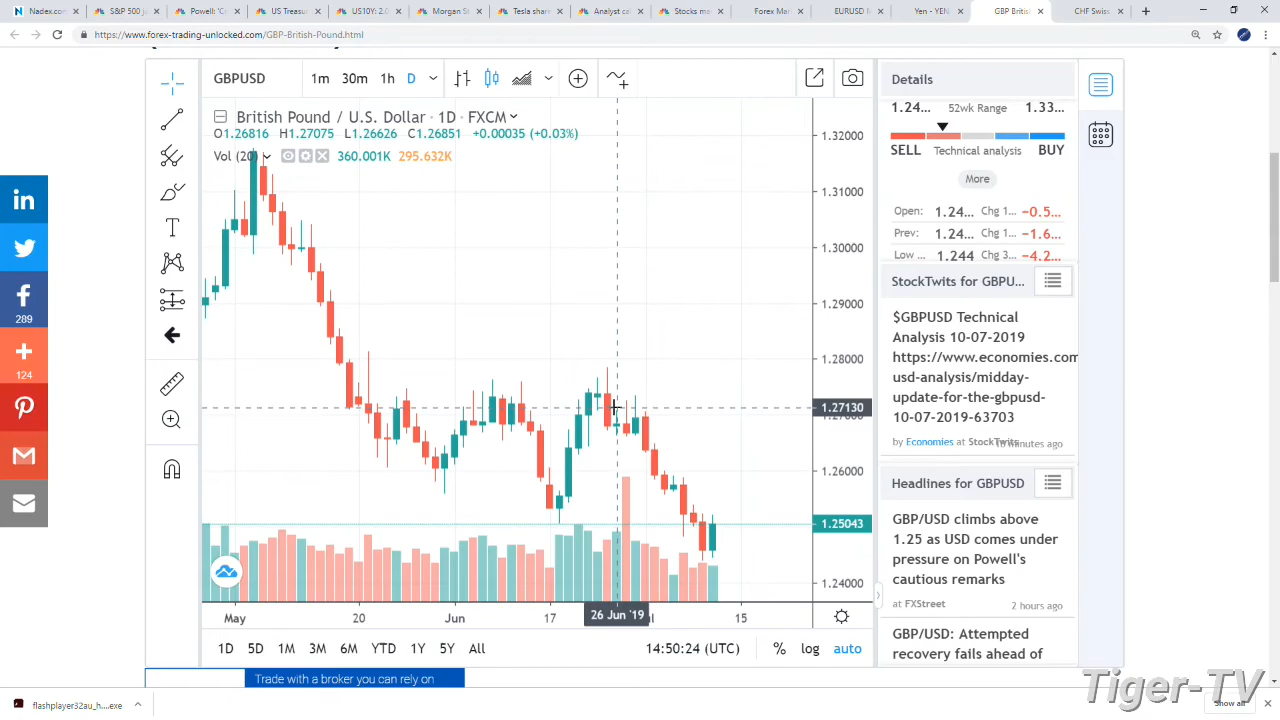 Nadex.com
S&P 500 ju
Powell: 'Cr
US Treasur
US10Y: 2.0
Morgan St
Tesla share
Analyst cal
Stocks me
Forex Mar
EURUSD
Yen - YEN
GBP Britis
CHF Swiss
https://www.forex-trading-unlocked.com/GBP-British-Pound.html
GBPUSD
1m 30m 1h D
British Pound / U.S. Dollar · 1D · FXCM
O1.26816 H1.27075 L1.26626 C1.26851 +0.00035 (+0.03%)
Vol (20) 360.001K 295.632K
1.32000
1.31000
1.30000
1.29000
1.28000
1.27130
1.27000
1.26000
1.25043
1.24000
May 20 Jun 17 26 Jun '19 15
1D 5D 1M 3M 6M YTD 1Y 5Y All
14:50:24 (UTC)
% log auto
Trade with a broker you can rely on
289
124
Details
1.24... 52wk Range 1.33...
SELL Technical analysis BUY
More
Open: 1.24... Chg 1... −0.5...
Prev: 1.24... Chg 1... −1.6...
Low ... 1.244 Chg 3... −4.2...
StockTwits for GBPU...
$GBPUSD Technical
Analysis 10-07-2019
https://www.economies.com
usd-analysis/midday-
update-for-the-gbpusd-
10-07-2019-63703
by Economies at StockTwits minutes ago
Headlines for GBPUSD
GBP/USD climbs above
1.25 as USD comes under
pressure on Powell's
cautious remarks
at FXStreet 2 hours ago
GBP/USD: Attempted
recovery fails ahead of
flashplayer32au_h....exe
Show all
Tiger-TV